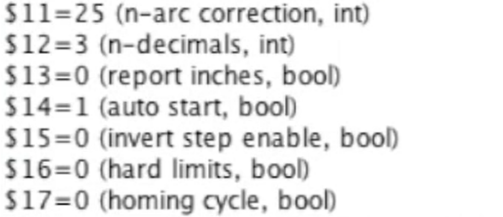 $11=25 (n-arc correction, int)
$12=3 (n-decimals, int)
$13=0 (report inches, bool)
$14=1 (auto start, bool)
$15=0 (invert step enable, bool)
$16=0 (hard limits, bool)
$17=0 (homing cycle, bool)